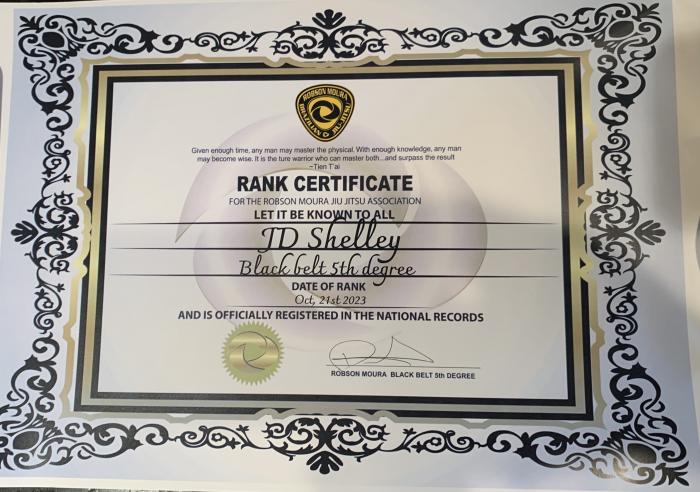 ROBSON MOURA
BRAZILIAN JIU-JITSU
Given enough time, any man may master the physical. With enough knowledge, any man
may become wise. It is the ture warrior who can master both...and surpass the result
~Tien T'ai
RANK CERTIFICATE
FOR THE ROBSON MOURA JIU JITSU ASSOCIATION
LET IT BE KNOWN TO ALL
JD Shelley
Black belt 5th degree
DATE OF RANK
Oct, 21st 2023
AND IS OFFICIALLY REGISTERED IN THE NATIONAL RECORDS
ROBSON MOURA BLACK BELT 5th DEGREE